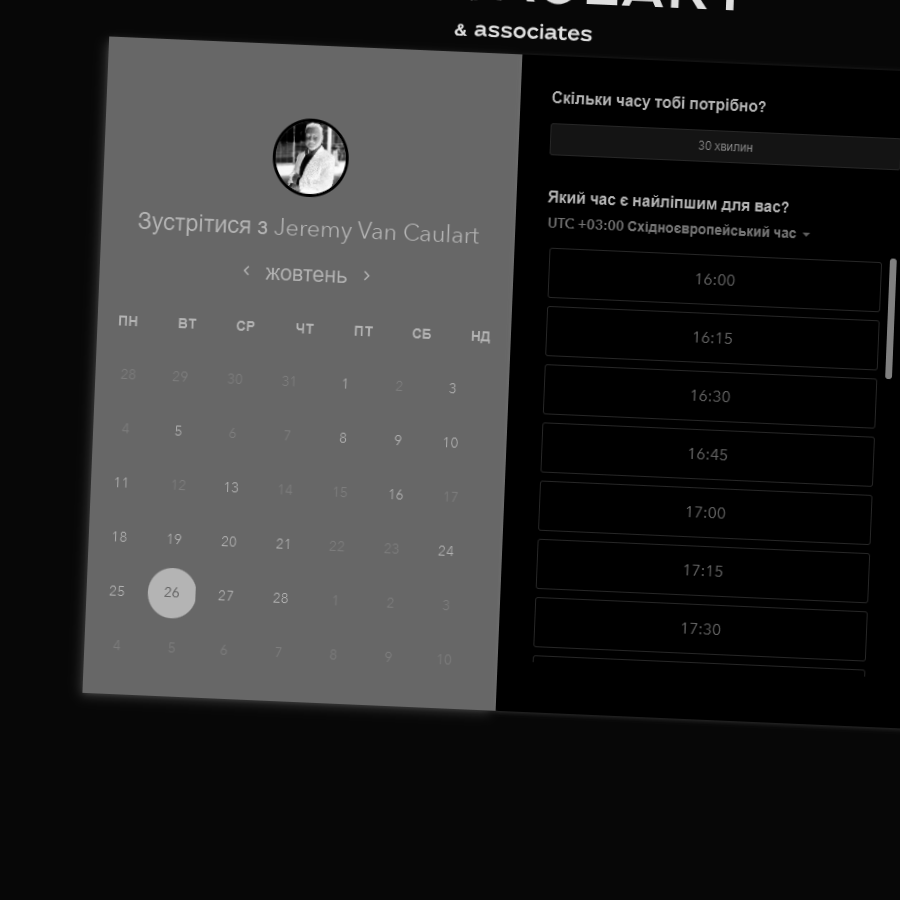 & associates
Зустрітися з Jeremy Van Caulart
жовтень
ПН ВТ СР ЧТ ПТ СБ НД
28 29 30 31 1 2 3
4 5 6 7 8 9 10
11 12 13 14 15 16 17
18 19 20 21 22 23 24
25 26 27 28 1 2 3
4 5 6 7 8 9 10
Скільки часу тобі потрібно?
30 хвилин
Який час є найліпшим для вас?
UTC +03:00 Східноєвропейський час
16:00
16:15
16:30
16:45
17:00
17:15
17:30